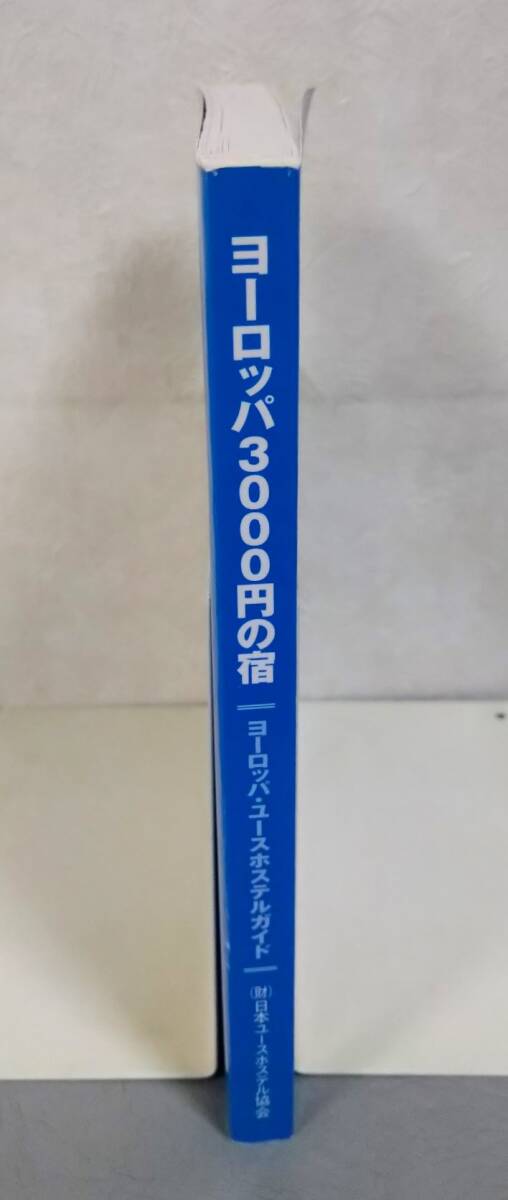 ヨーロッパ3000円の宿
ヨーロッパ・ユースホステルガイド
(財)日本ユースホステル協会